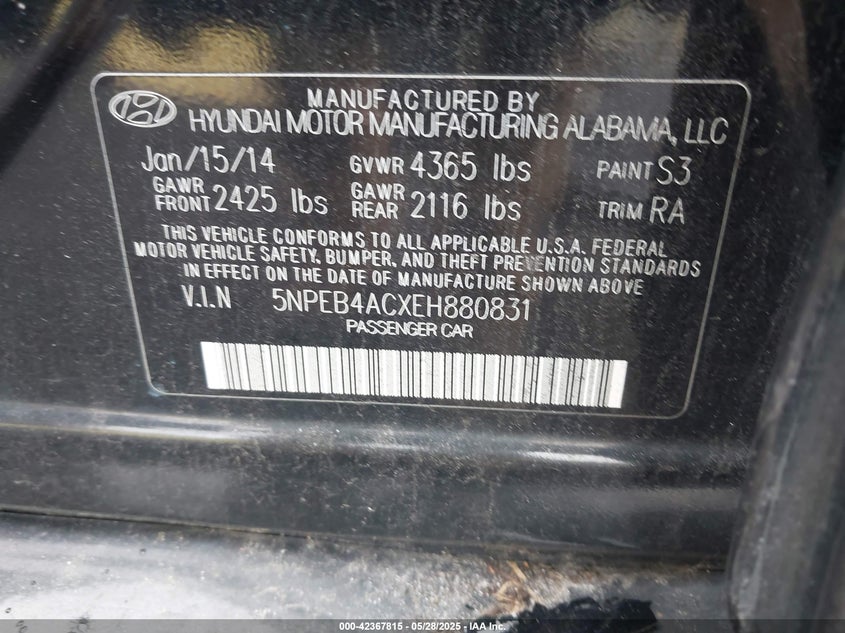 MANUFACTURED BY
HYUNDAI MOTOR MANUFACTURING ALABAMA, LLC
Jan/15/14 GVWR 4365 lbs PAINT S3
GAWR FRONT 2425 lbs GAWR REAR 2116 lbs TRIM RA
THIS VEHICLE CONFORMS TO ALL APPLICABLE U.S.A. FEDERAL
MOTOR VEHICLE SAFETY, BUMPER, AND THEFT PREVENTION STANDARDS
IN EFFECT ON THE DATE OF MANUFACTURE SHOWN ABOVE
V.I.N 5NPEB4ACXEH880831
PASSENGER CAR
000-42367815 - 05/28/2025 - IAA Inc.